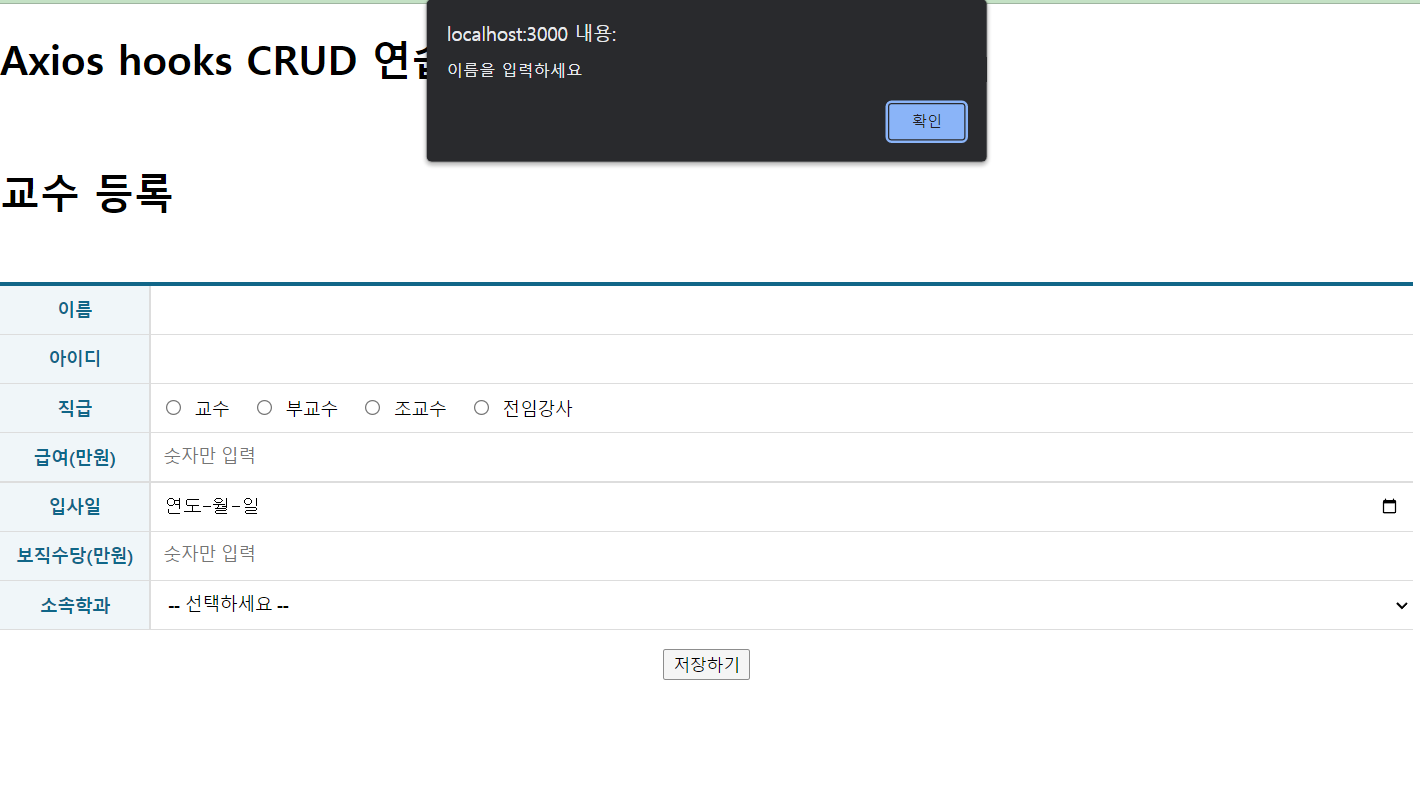 localhost:3000 내용:
이름을 입력하세요
확인
Axios hooks CRUD
교수 등록
이름
아이디
직급 교수 부교수 조교수 전임강사
급여(만원) 숫자만 입력
입사일 연도-월-일
보직수당(만원) 숫자만 입력
소속학과 -- 선택하세요 --
저장하기